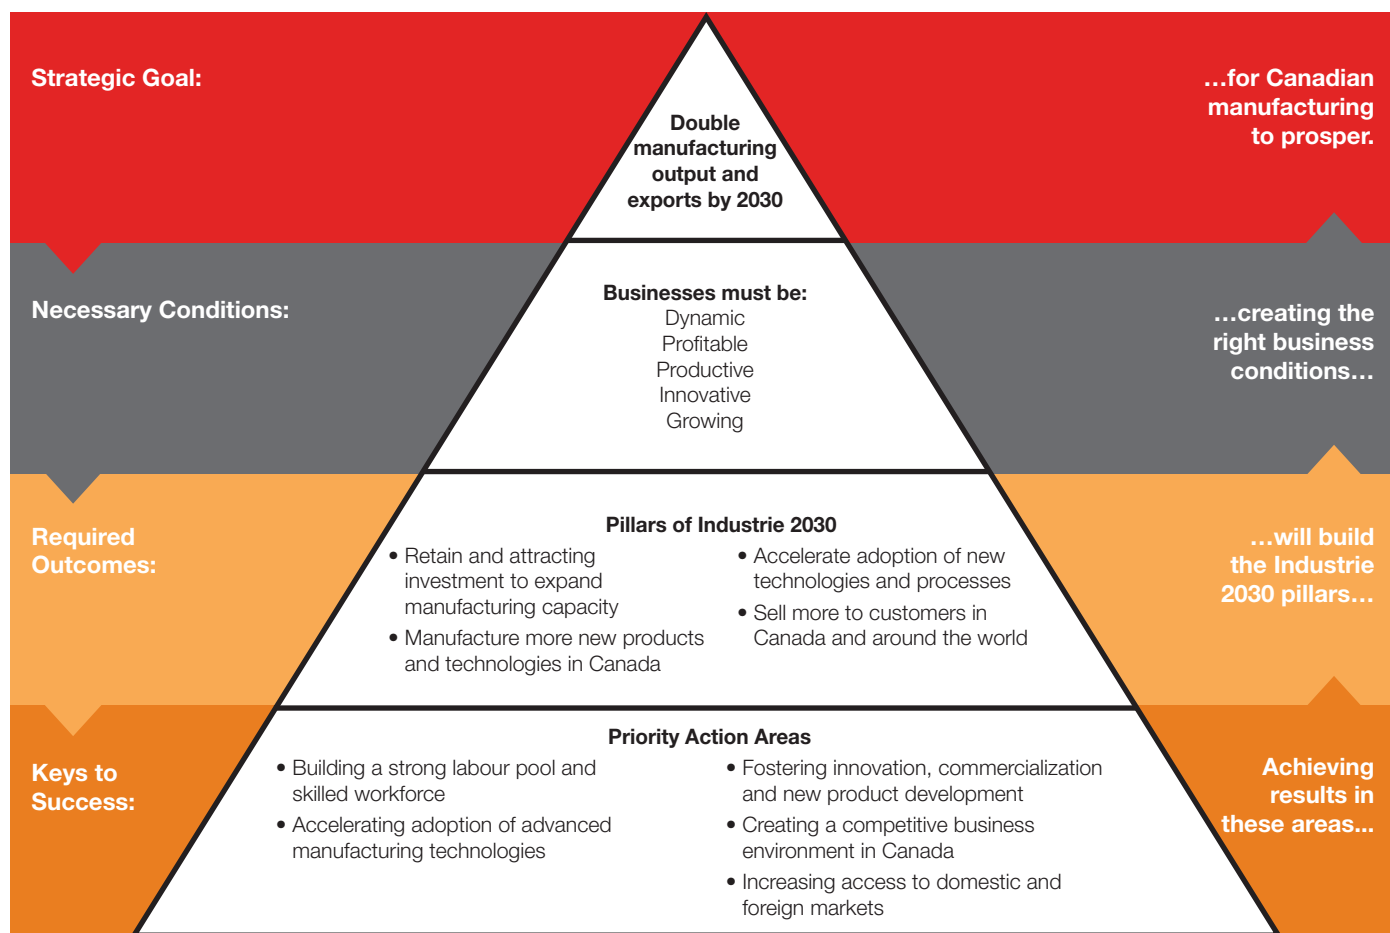 Strategic Goal:
Double
manufacturing
output and
exports by 2030
…for Canadian
manufacturing
to prosper.
Necessary Conditions:
Businesses must be:
Dynamic
Profitable
Productive
Innovative
Growing
…creating the
right business
conditions…
Required
Outcomes:
Pillars of Industrie 2030
• Retain and attracting
investment to expand
manufacturing capacity
• Manufacture more new products
and technologies in Canada
• Accelerate adoption of new
technologies and processes
• Sell more to customers in
Canada and around the world
…will build
the Industrie
2030 pillars…
Keys to
Success:
Priority Action Areas
• Building a strong labour pool and
skilled workforce
• Accelerating adoption of advanced
manufacturing technologies
• Fostering innovation, commercialization
and new product development
• Creating a competitive business
environment in Canada
• Increasing access to domestic and
foreign markets
Achieving
results in
these areas...